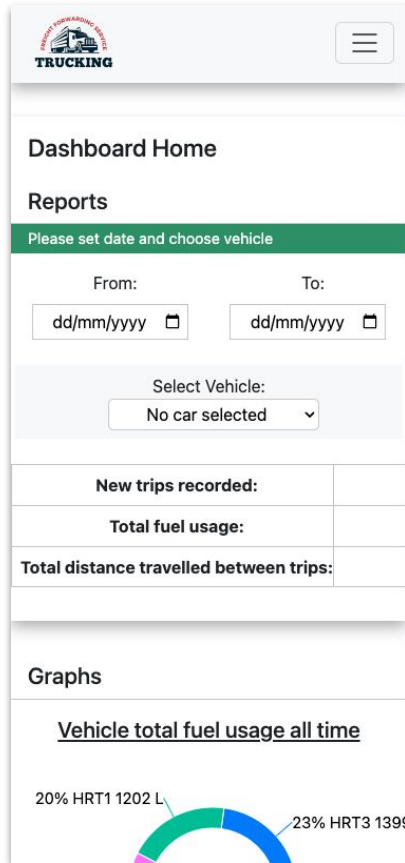 FREIGHT FORWARDING SERVICE
TRUCKING
Dashboard Home
Reports
Please set date and choose vehicle
From:
To:
dd/mm/yyyy
dd/mm/yyyy
Select Vehicle:
No car selected
New trips recorded:
Total fuel usage:
Total distance travelled between trips:
Graphs
Vehicle total fuel usage all time
20% HRT1 1202 L
23% HRT3 1399